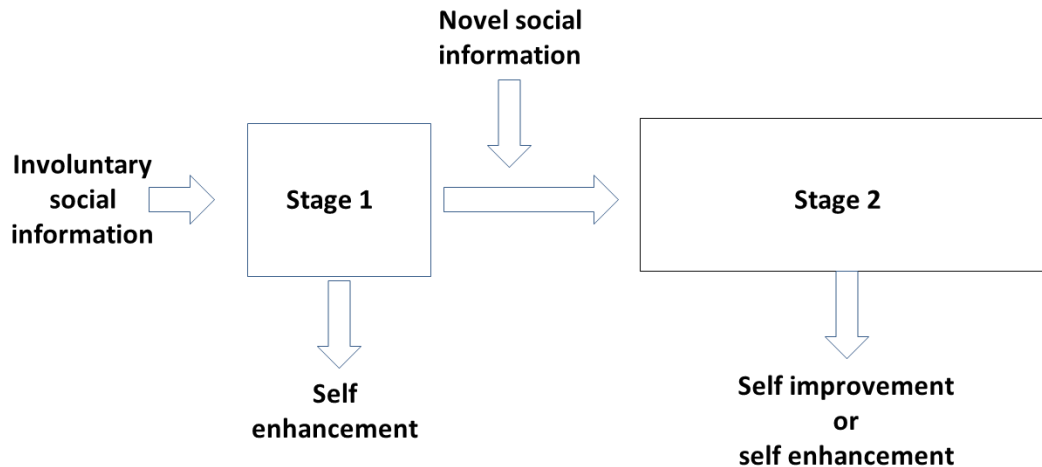 Novel social
information
Involuntary
social
information
Stage 1
Stage 2
Self
enhancement
Self improvement
or
self enhancement